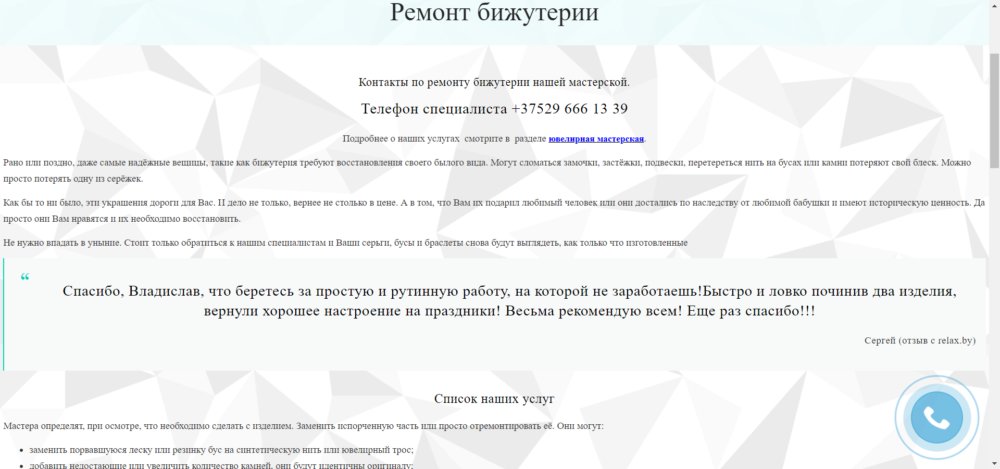 Ремонт бижутерии
Контакты по ремонту бижутерии нашей мастерской.
Телефон специалиста +37529 666 13 39
Подробнее о наших услугах  смотрите в  разделе ювелирная мастерская.
Рано или поздно, даже самые надёжные вещицы, такие как бижутерия требуют восстановления своего былого вида. Могут сломаться замочки, застёжки, подвески, перетереться нить на бусах или камни потеряют свой блеск. Можно
просто потерять одну из серёжек.
Как бы то ни было, эти украшения дороги для Вас. И дело не только, вернее не столько в цене. А в том, что Вам их подарил любимый человек или они достались по наследству от любимой бабушки и имеют историческую ценность. Да
просто они Вам нравятся и их необходимо восстановить.
Не нужно впадать в уныние. Стоит только обратиться к нашим специалистам и Ваши серьги, бусы и браслеты снова будут выглядеть, как только что изготовленные
“
Спасибо, Владислав, что беретесь за простую и рутинную работу, на которой не заработаешь!Быстро и ловко починив два изделия,
вернули хорошее настроение на праздники! Весьма рекомендую всем! Еще раз спасибо!!!
Сергей (отзыв с relax.by)
Список наших услуг
Мастера определят, при осмотре, что необходимо сделать с изделием. Заменить испорченную часть или просто отремонтировать её. Они могут:
• заменить порвавшуюся леску или резинку бус на синтетическую нить или ювелирный трос;
• добавить недостающие или увеличить количество камней, они будут идентичны оригиналу;